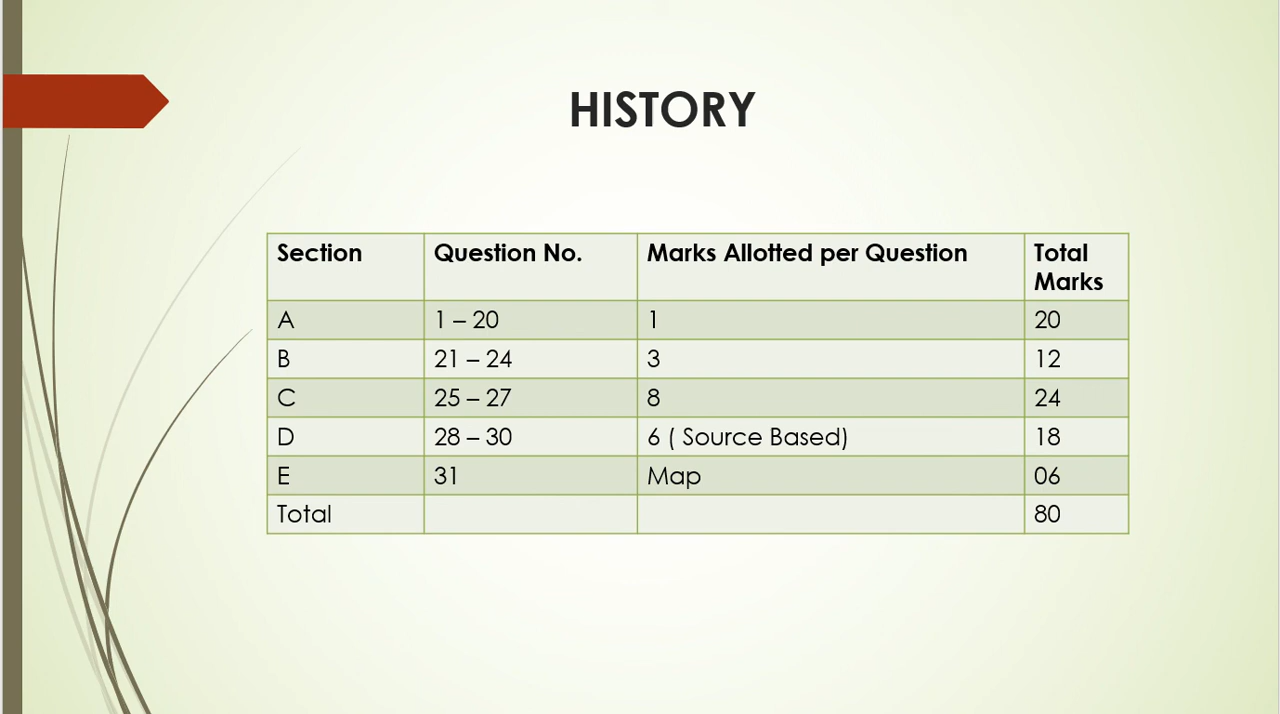 HISTORY
Section Question No. Marks Allotted per Question Total Marks
A 1 – 20 1 20
B 21 – 24 3 12
C 25 – 27 8 24
D 28 – 30 6 ( Source Based) 18
E 31 Map 06
Total 80